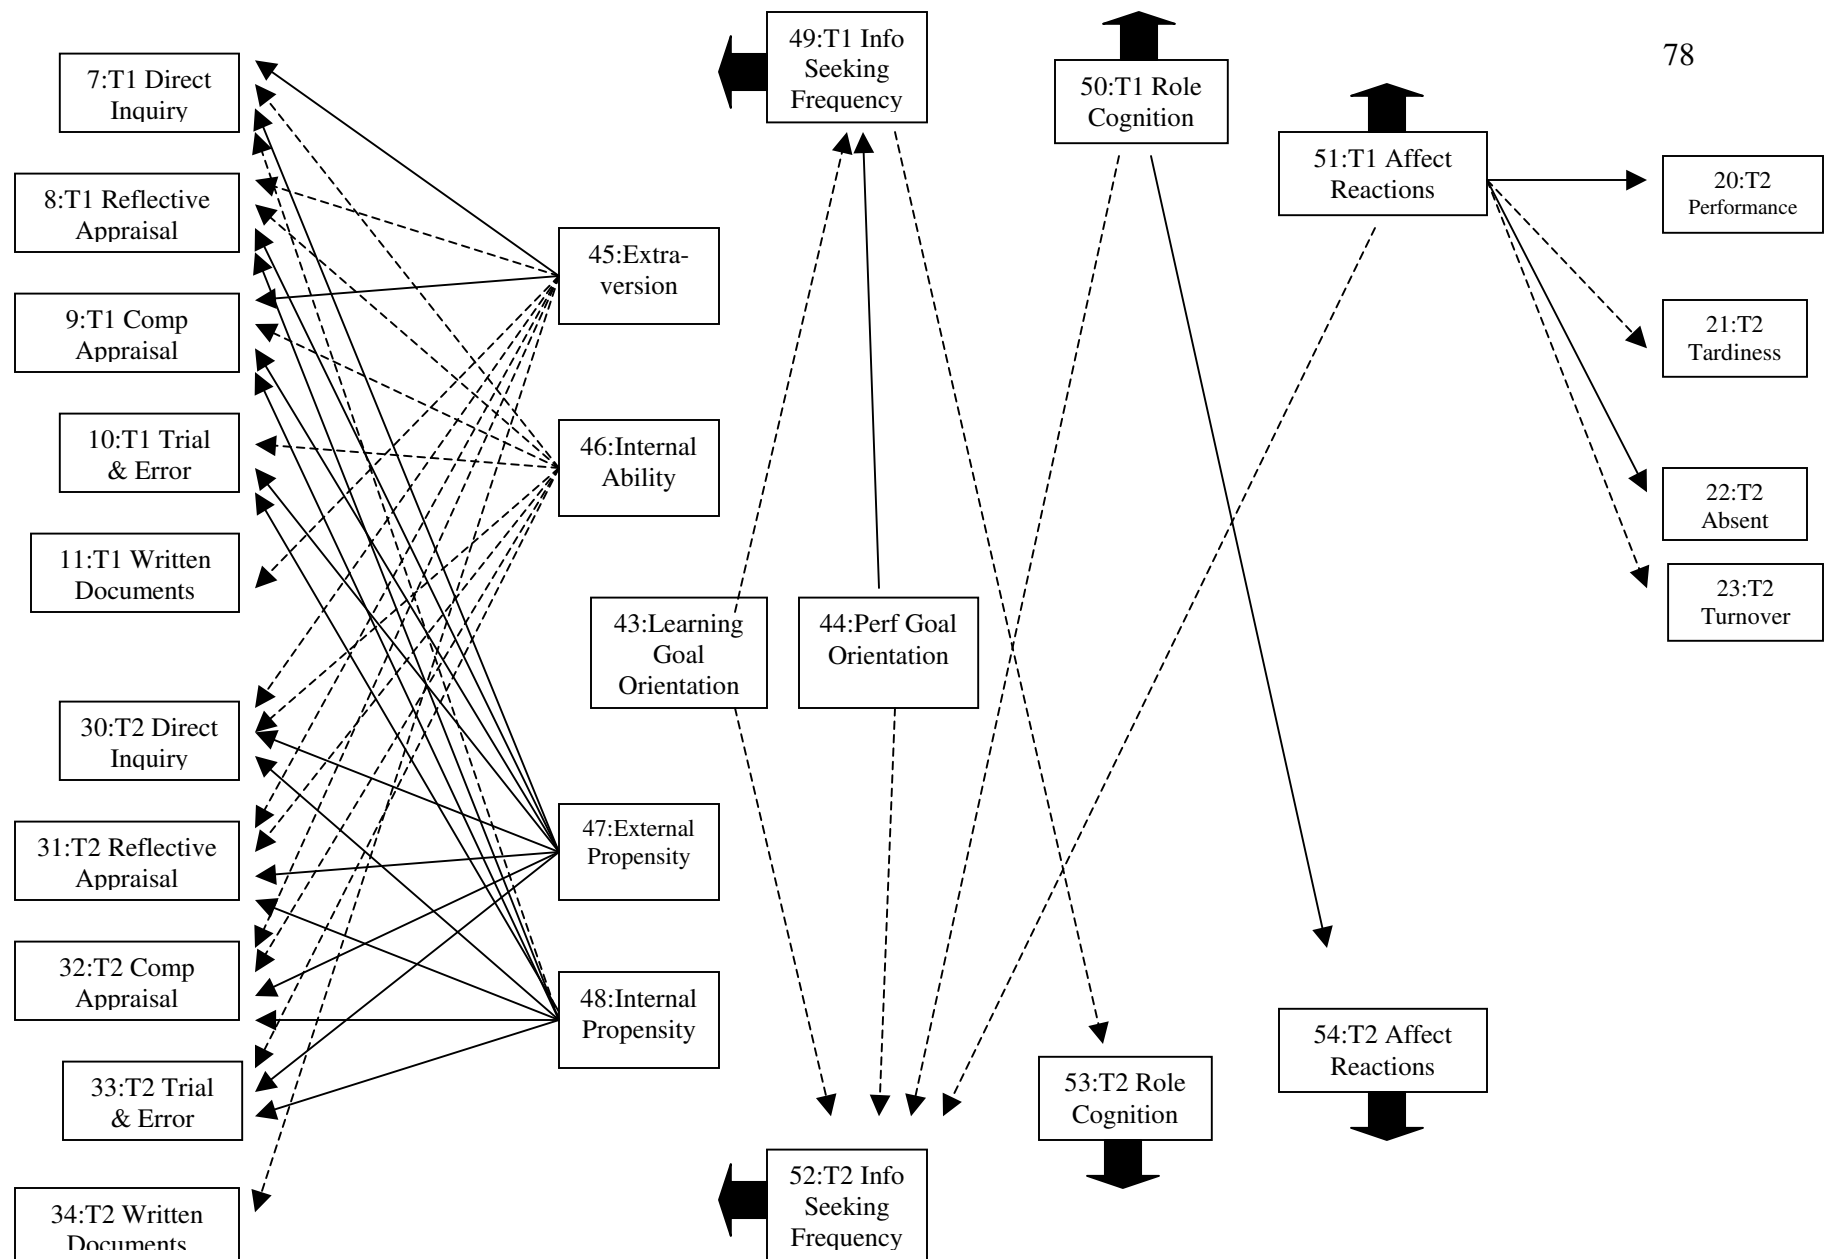 78
7:T1 Direct
Inquiry
8:T1 Reflective
Appraisal
9:T1 Comp
Appraisal
10:T1 Trial
& Error
11:T1 Written
Documents
30:T2 Direct
Inquiry
31:T2 Reflective
Appraisal
32:T2 Comp
Appraisal
33:T2 Trial
& Error
34:T2 Written
Documents
45:Extra-
version
46:Internal
Ability
47:External
Propensity
48:Internal
Propensity
49:T1 Info
Seeking
Frequency
43:Learning
Goal
Orientation
44:Perf Goal
Orientation
52:T2 Info
Seeking
Frequency
50:T1 Role
Cognition
53:T2 Role
Cognition
51:T1 Affect
Reactions
54:T2 Affect
Reactions
20:T2
Performance
21:T2
Tardiness
22:T2
Absent
23:T2
Turnover